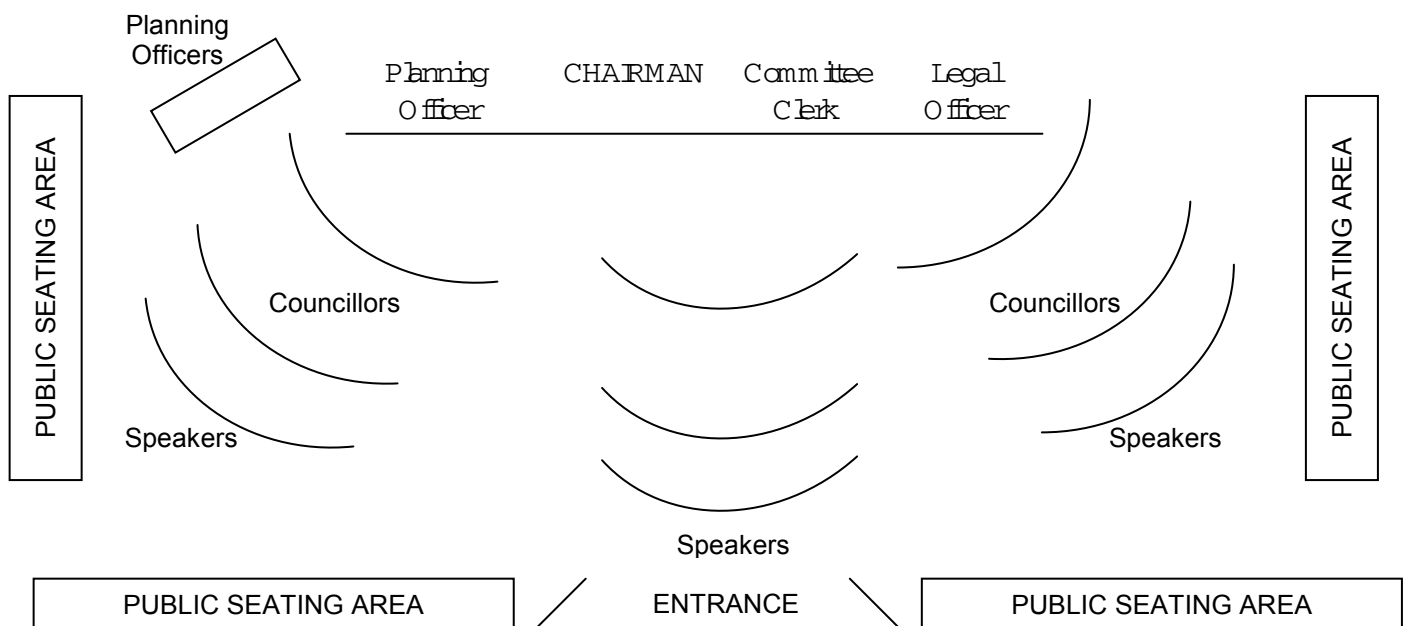 Planning
Officers
Planning CHAIRMAN Committee Legal
Officer Clerk Officer
PUBLIC SEATING AREA
PUBLIC SEATING AREA
Councillors Councillors
Speakers Speakers
Speakers
PUBLIC SEATING AREA ENTRANCE PUBLIC SEATING AREA